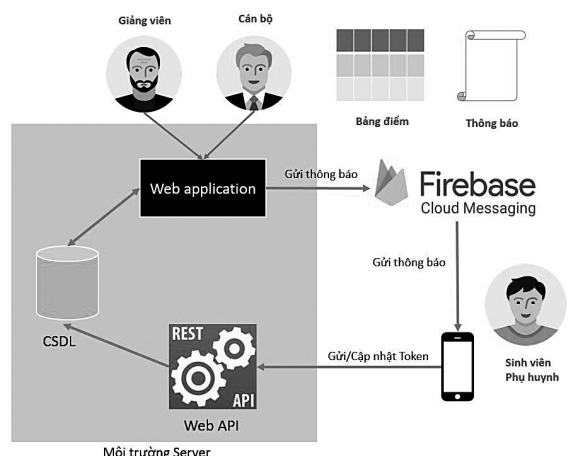 Giảng viên
Cán bộ
Bảng điểm
Thông báo
Web application
Gửi thông báo
Firebase
Cloud Messaging
Gửi thông báo
CSDL
REST
API
Web API
Gửi/Cập nhật Token
Sinh viên
Phụ huynh
Môi trường Server